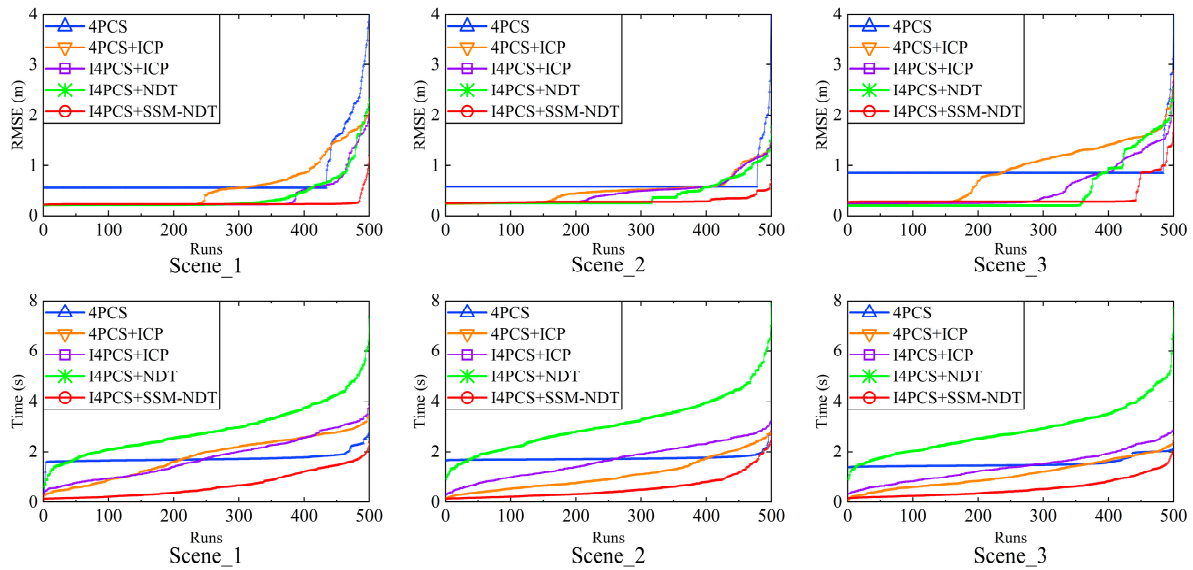 4
3
2
1
0
RMSE (m)
4PCS
4PCS+ICP
I4PCS+ICP
I4PCS+NDT
I4PCS+SSM-NDT
0 100 200 300 400 500
Runs
Scene_1
4
3
2
1
0
RMSE (m)
4PCS
4PCS+ICP
I4PCS+ICP
I4PCS+NDT
I4PCS+SSM-NDT
0 100 200 300 400 500
Runs
Scene_2
4
3
2
1
0
RMSE (m)
4PCS
4PCS+ICP
I4PCS+ICP
I4PCS+NDT
I4PCS+SSM-NDT
0 100 200 300 400 500
Runs
Scene_3
8
6
4
2
0
Time (s)
4PCS
4PCS+ICP
I4PCS+ICP
I4PCS+NDT
I4PCS+SSM-NDT
0 100 200 300 400 500
Runs
Scene_1
8
6
4
2
0
Time (s)
4PCS
4PCS+ICP
I4PCS+ICP
I4PCS+NDT
I4PCS+SSM-NDT
0 100 200 300 400 500
Runs
Scene_2
8
6
4
2
0
Time (s)
4PCS
4PCS+ICP
I4PCS+ICP
I4PCS+NDT
I4PCS+SSM-NDT
0 100 200 300 400 500
Runs
Scene_3